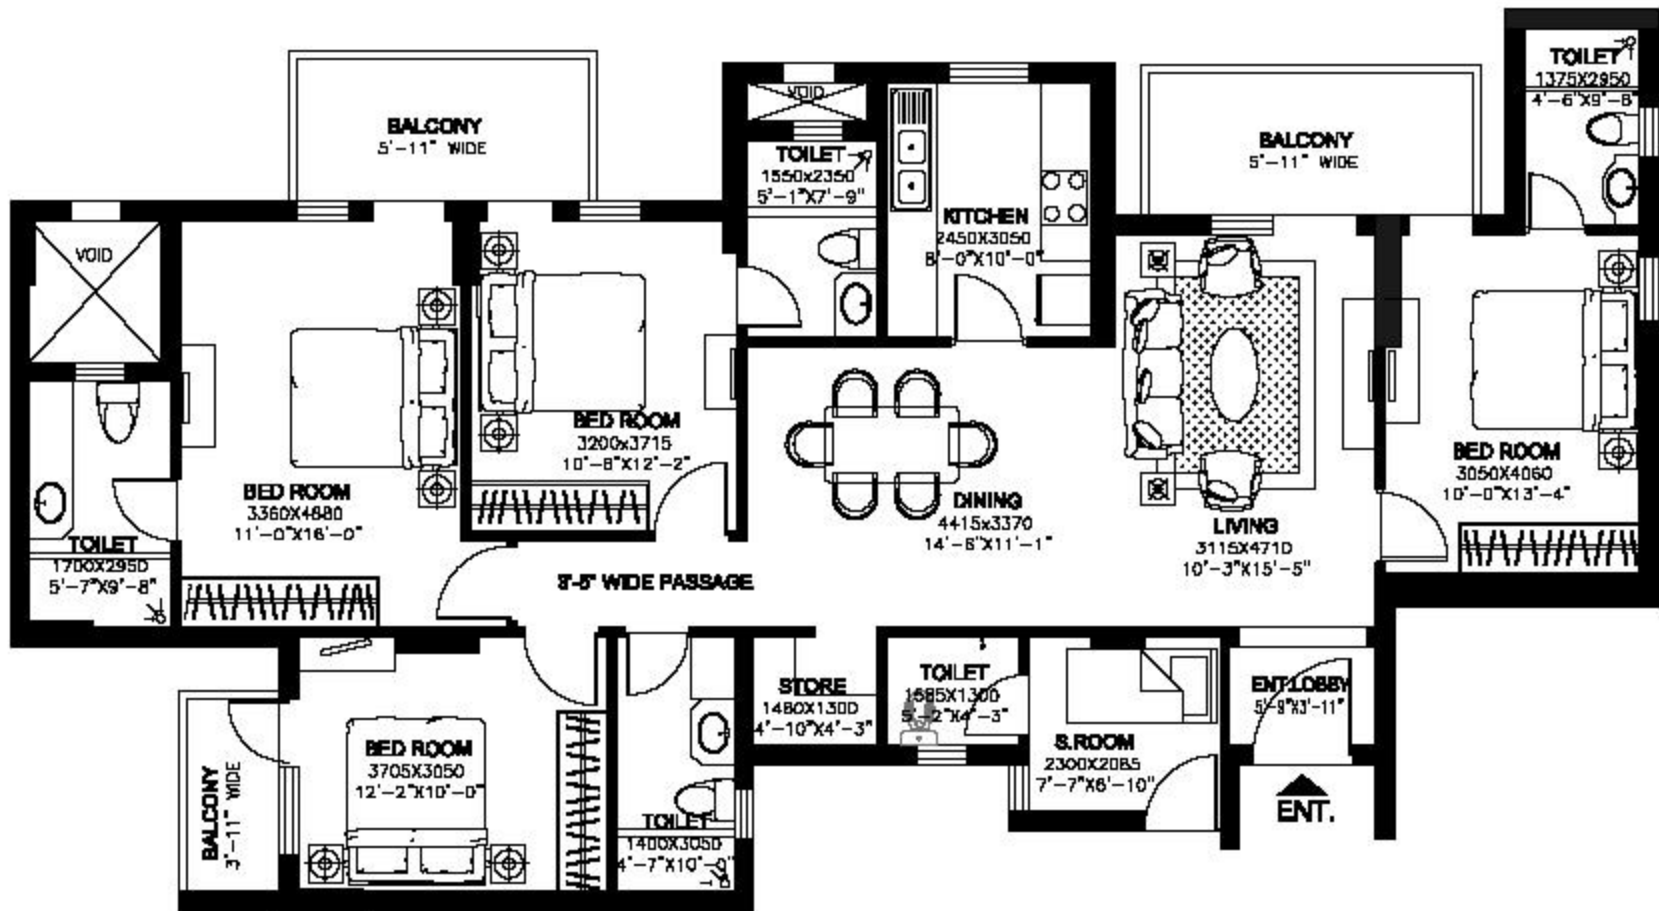 TOILET
1375X2950
4'-6"X9'-8"
BALCONY
5'-11" WIDE
VOID
TOILET
1550x2350
5'-1"X7'-9"
BALCONY
5'-11" WIDE
KITCHEN
2450X3050
8'-0"X10'-0"
VOID
BED ROOM
3200x3715
10'-6"X12'-2"
BED ROOM
3050X4060
10'-0"X13'-4"
BED ROOM
3360X4880
11'-0"X16'-0"
DINING
4415x3370
14'-6"X11'-1"
LIVING
3115X4710
10'-3"X15'-5"
TOILET
1700X2950
5'-7"X9'-8"
WIDE PASSAGE
STORE
1480X1300
4'-10"X4'-3"
TOILET
1585X1300
5'-2"X4'-3"
ENT.LOBBY
5'-9"X3'-11"
BED ROOM
3705X3050
12'-2"X10'-0"
S.ROOM
2300X2085
7'-7"X6'-10"
BALCONY
3'-11" WIDE
ENT.
TOILET
1400X3050
4'-7"X10'-0"